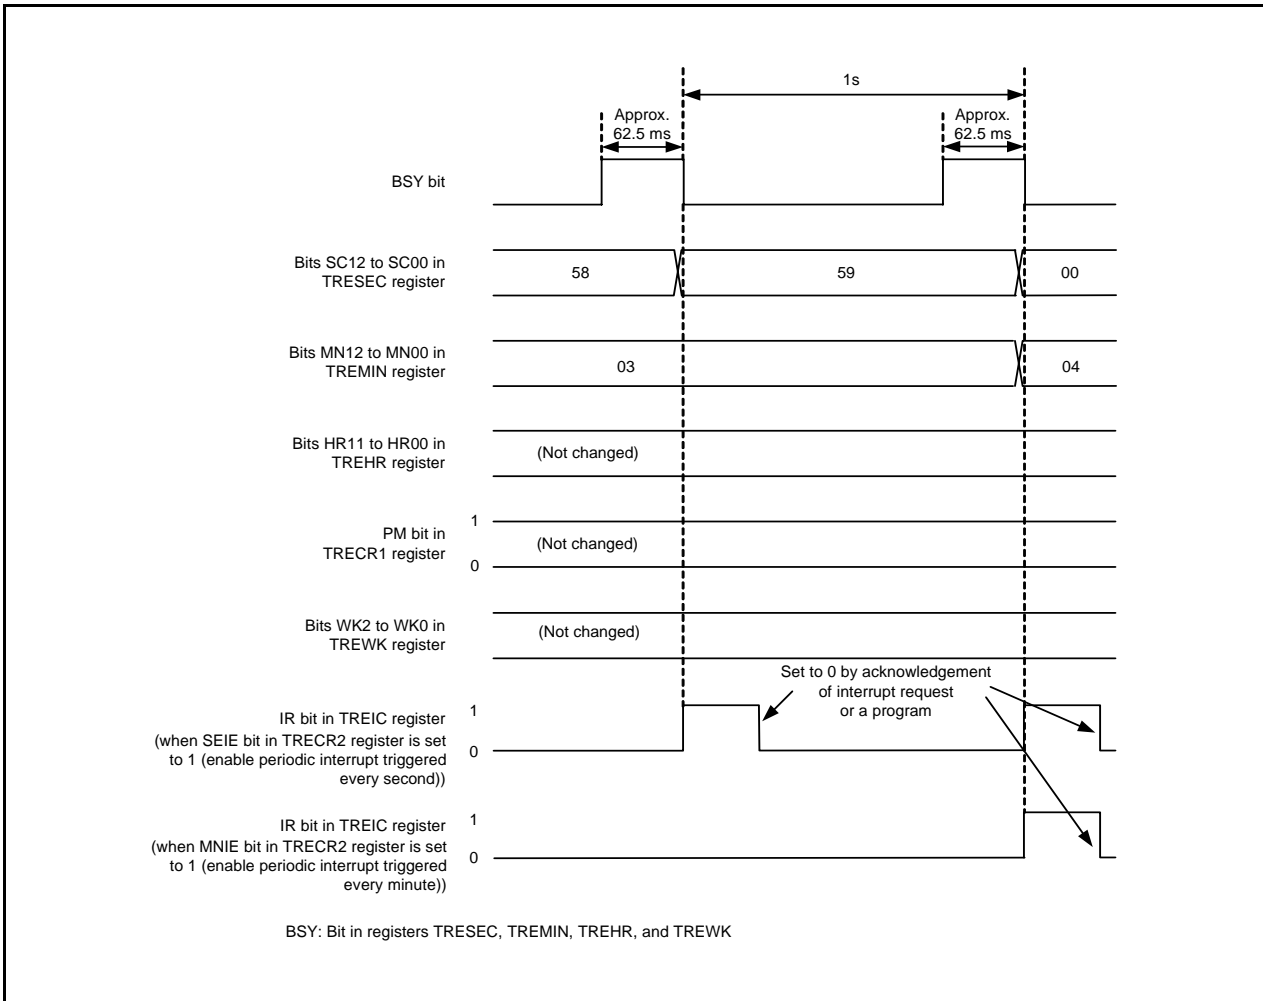 1s
Approx.
62.5 ms
Approx.
62.5 ms
BSY bit
Bits SC12 to SC00 in
TRESEC register
58
59
00
Bits MN12 to MN00 in
TREMIN register
03
04
Bits HR11 to HR00 in
TREHR register
(Not changed)
PM bit in
TRECR1 register
1
0
(Not changed)
Bits WK2 to WK0 in
TREWK register
(Not changed)
Set to 0 by acknowledgement
of interrupt request
or a program
IR bit in TREIC register
(when SEIE bit in TRECR2 register is set
to 1 (enable periodic interrupt triggered
every second))
1
0
IR bit in TREIC register
(when MNIE bit in TRECR2 register is set
to 1 (enable periodic interrupt triggered
every minute))
1
0
BSY: Bit in registers TRESEC, TREMIN, TREHR, and TREWK